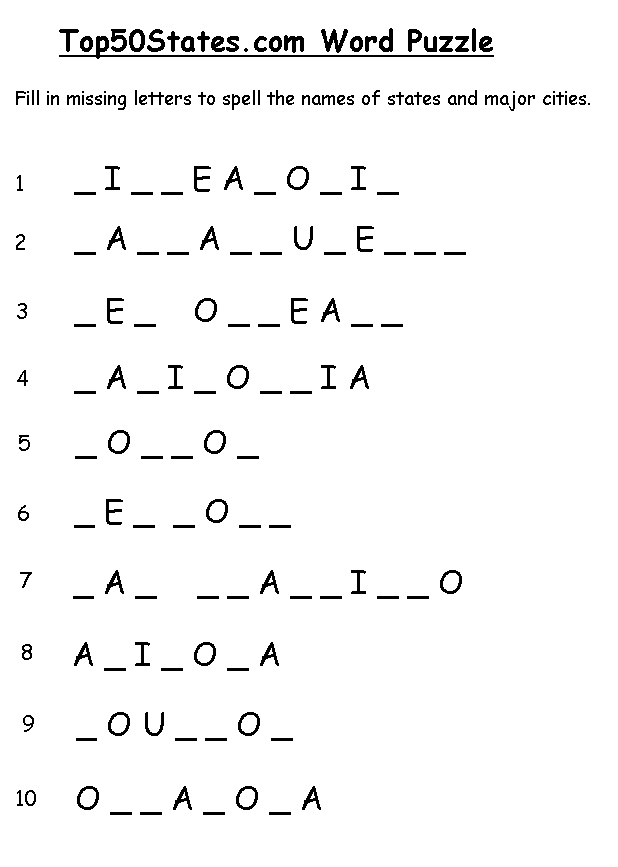 Top50States.com Word Puzzle
Fill in missing letters to spell the names of states and major cities.
1 _ I _ _ E A _ O _ I _
2 _ A _ _ A _ _ U _ E _ _ _
3 _ E _ O _ _ E A _ _
4 _ A _ I _ O _ _ I A
5 _ O _ _ O _
6 _ E _ _ O _ _
7 _ A _ _ _ A _ _ I _ _ O
8 A _ I _ O _ A
9 _ O U _ _ O _
10 O _ _ A _ O _ A